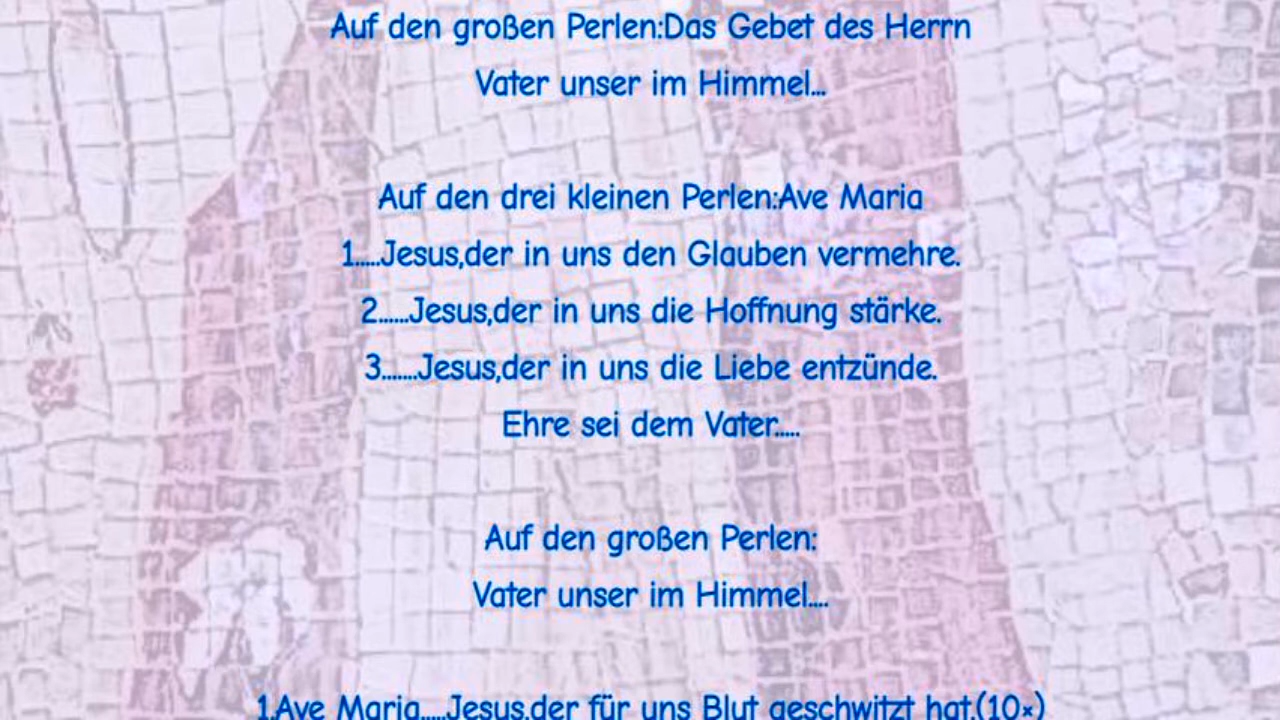 Auf den großen Perlen:Das Gebet des Herrn
Vater unser im Himmel...
Auf den drei kleinen Perlen:Ave Maria
1.....Jesus,der in uns den Glauben vermehre.
2......Jesus,der in uns die Hoffnung stärke.
3.......Jesus,der in uns die Liebe entzünde.
Ehre sei dem Vater.....
Auf den großen Perlen:
Vater unser im Himmel....
1.Ave Maria.....Jesus,der für uns Blut geschwitzt hat.(10×)